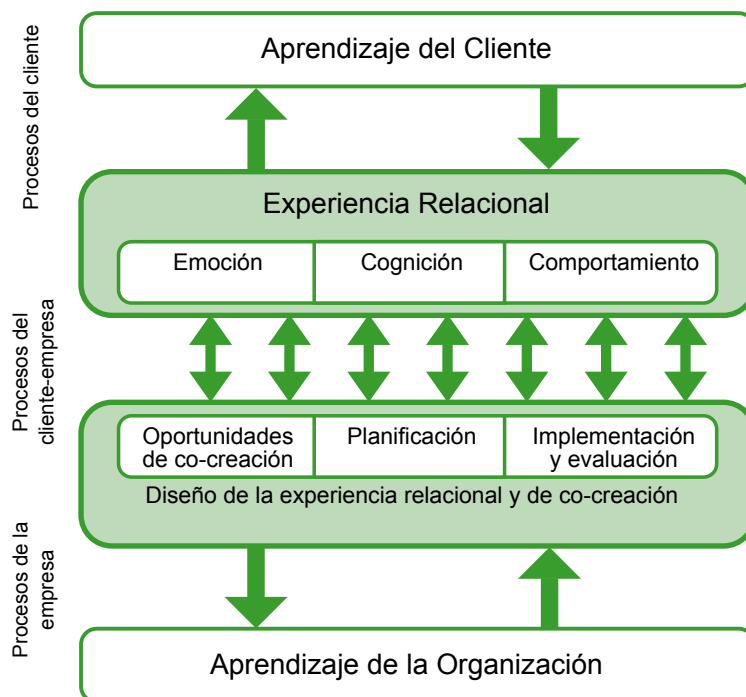 Procesos del cliente
Aprendizaje del Cliente
Experiencia Relacional
Emoción
Cognición
Comportamiento
Procesos del
cliente-empresa
Oportunidades
de co-creación
Planificación
Implementación
y evaluación
Diseño de la experiencia relacional y de co-creación
Procesos de la
empresa
Aprendizaje de la Organización